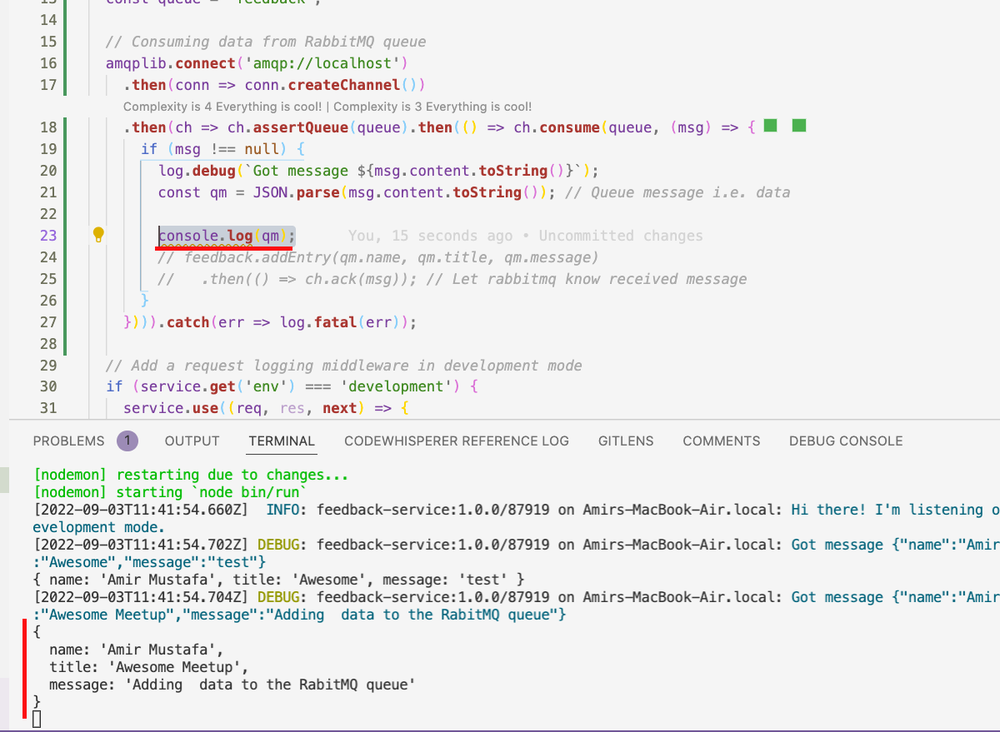 13 const queue = 'feedback';
14
15 // Consuming data from RabbitMQ queue
16 amqplib.connect('amqp://localhost')
17 .then(conn => conn.createChannel())
Complexity is 4 Everything is cool! | Complexity is 3 Everything is cool!
18 .then(ch => ch.assertQueue(queue).then(() => ch.consume(queue, (msg) => {
19 if (msg !== null) {
20 log.debug(`Got message ${msg.content.toString()}`);
21 const qm = JSON.parse(msg.content.toString()); // Queue message i.e. data
22
23 console.log(qm); You, 15 seconds ago • Uncommitted changes
24 // feedback.addEntry(qm.name, qm.title, qm.message)
25 // .then(() => ch.ack(msg)); // Let rabbitmq know received message
26 }
27 }))).catch(err => log.fatal(err));
28
29 // Add a request logging middleware in development mode
30 if (service.get('env') === 'development') {
31 service.use((req, res, next) => {
PROBLEMS 1 OUTPUT TERMINAL CODEWHISPERER REFERENCE LOG GITLENS COMMENTS DEBUG CONSOLE
[nodemon] restarting due to changes...
[nodemon] starting `node bin/run`
[2022-09-03T11:41:54.660Z]  INFO: feedback-service:1.0.0/87919 on Amirs-MacBook-Air.local: Hi there! I'm listening o
evelopment mode.
[2022-09-03T11:41:54.702Z] DEBUG: feedback-service:1.0.0/87919 on Amirs-MacBook-Air.local: Got message {"name":"Amir
:"Awesome","message":"test"}
{ name: 'Amir Mustafa', title: 'Awesome', message: 'test' }
[2022-09-03T11:41:54.704Z] DEBUG: feedback-service:1.0.0/87919 on Amirs-MacBook-Air.local: Got message {"name":"Amir
:"Awesome Meetup","message":"Adding  data to the RabitMQ queue"}
{
name: 'Amir Mustafa',
title: 'Awesome Meetup',
message: 'Adding  data to the RabitMQ queue'
}